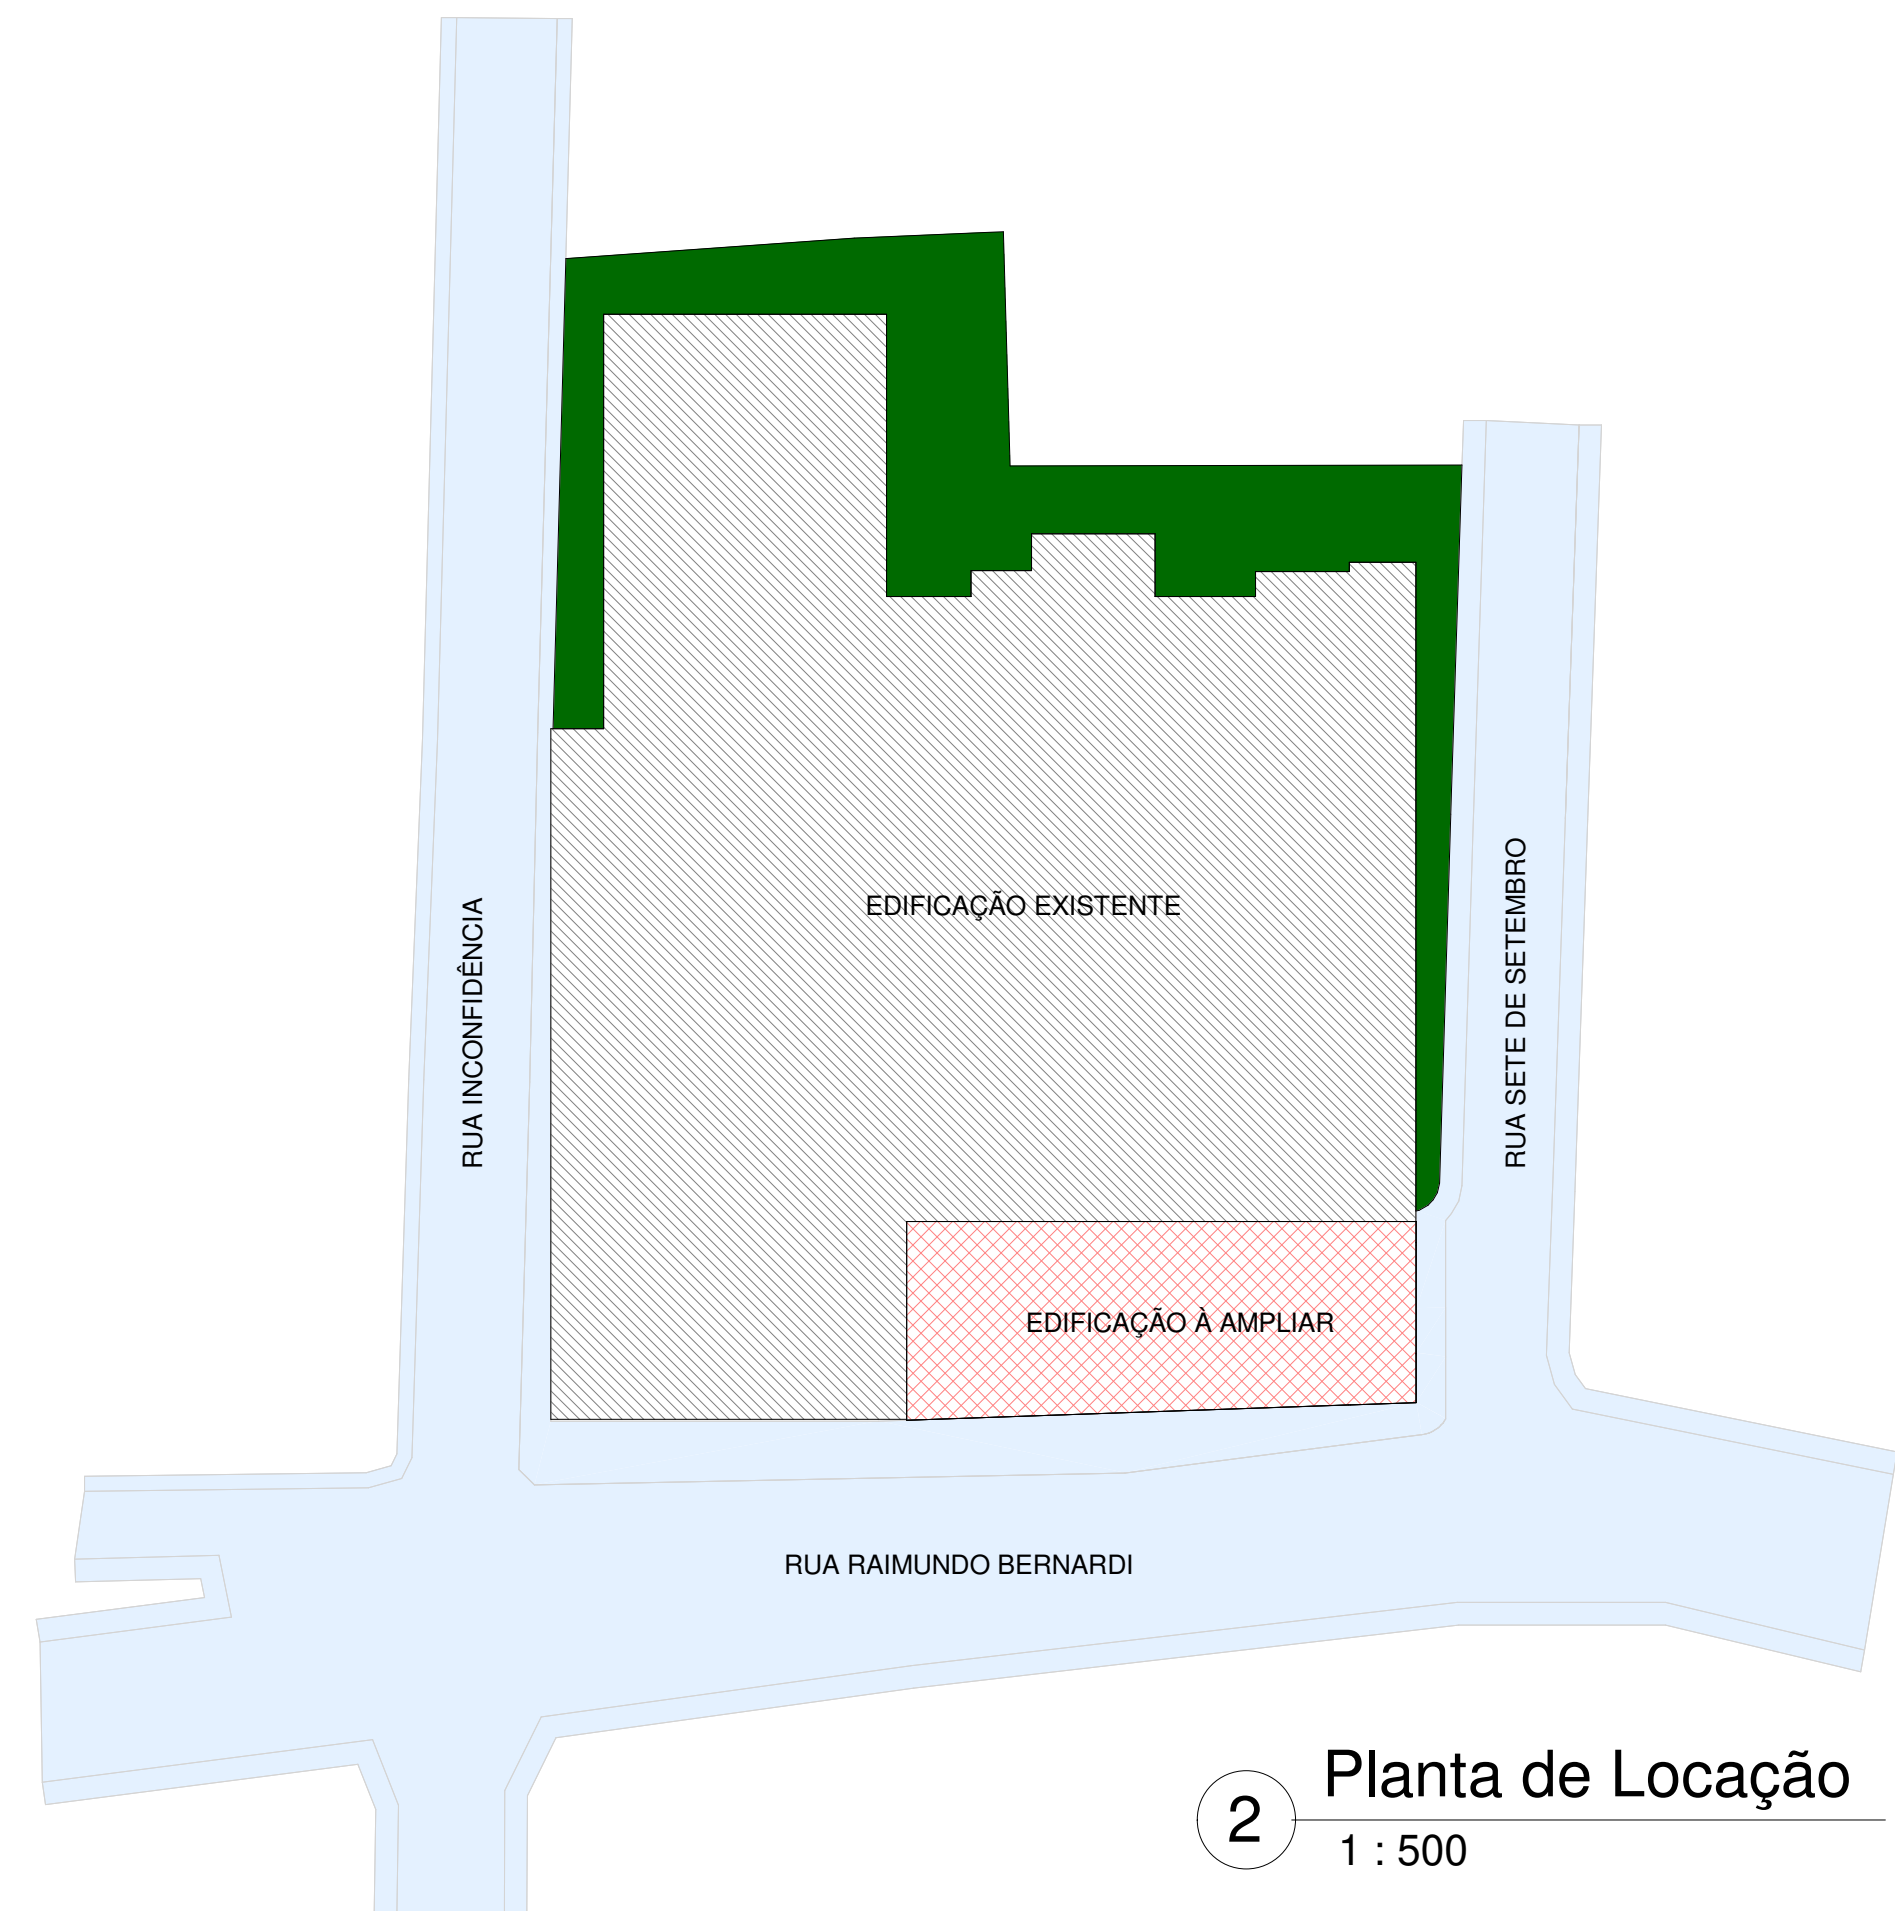 EDIFICAÇÃO EXISTENTE
RUA INCONFIDÊNCIA
RUA SETE DE SETEMBRO
EDIFICAÇÃO À AMPLIAR
RUA RAIMUNDO BERNARDI
2 Planta de Locação
1 : 500